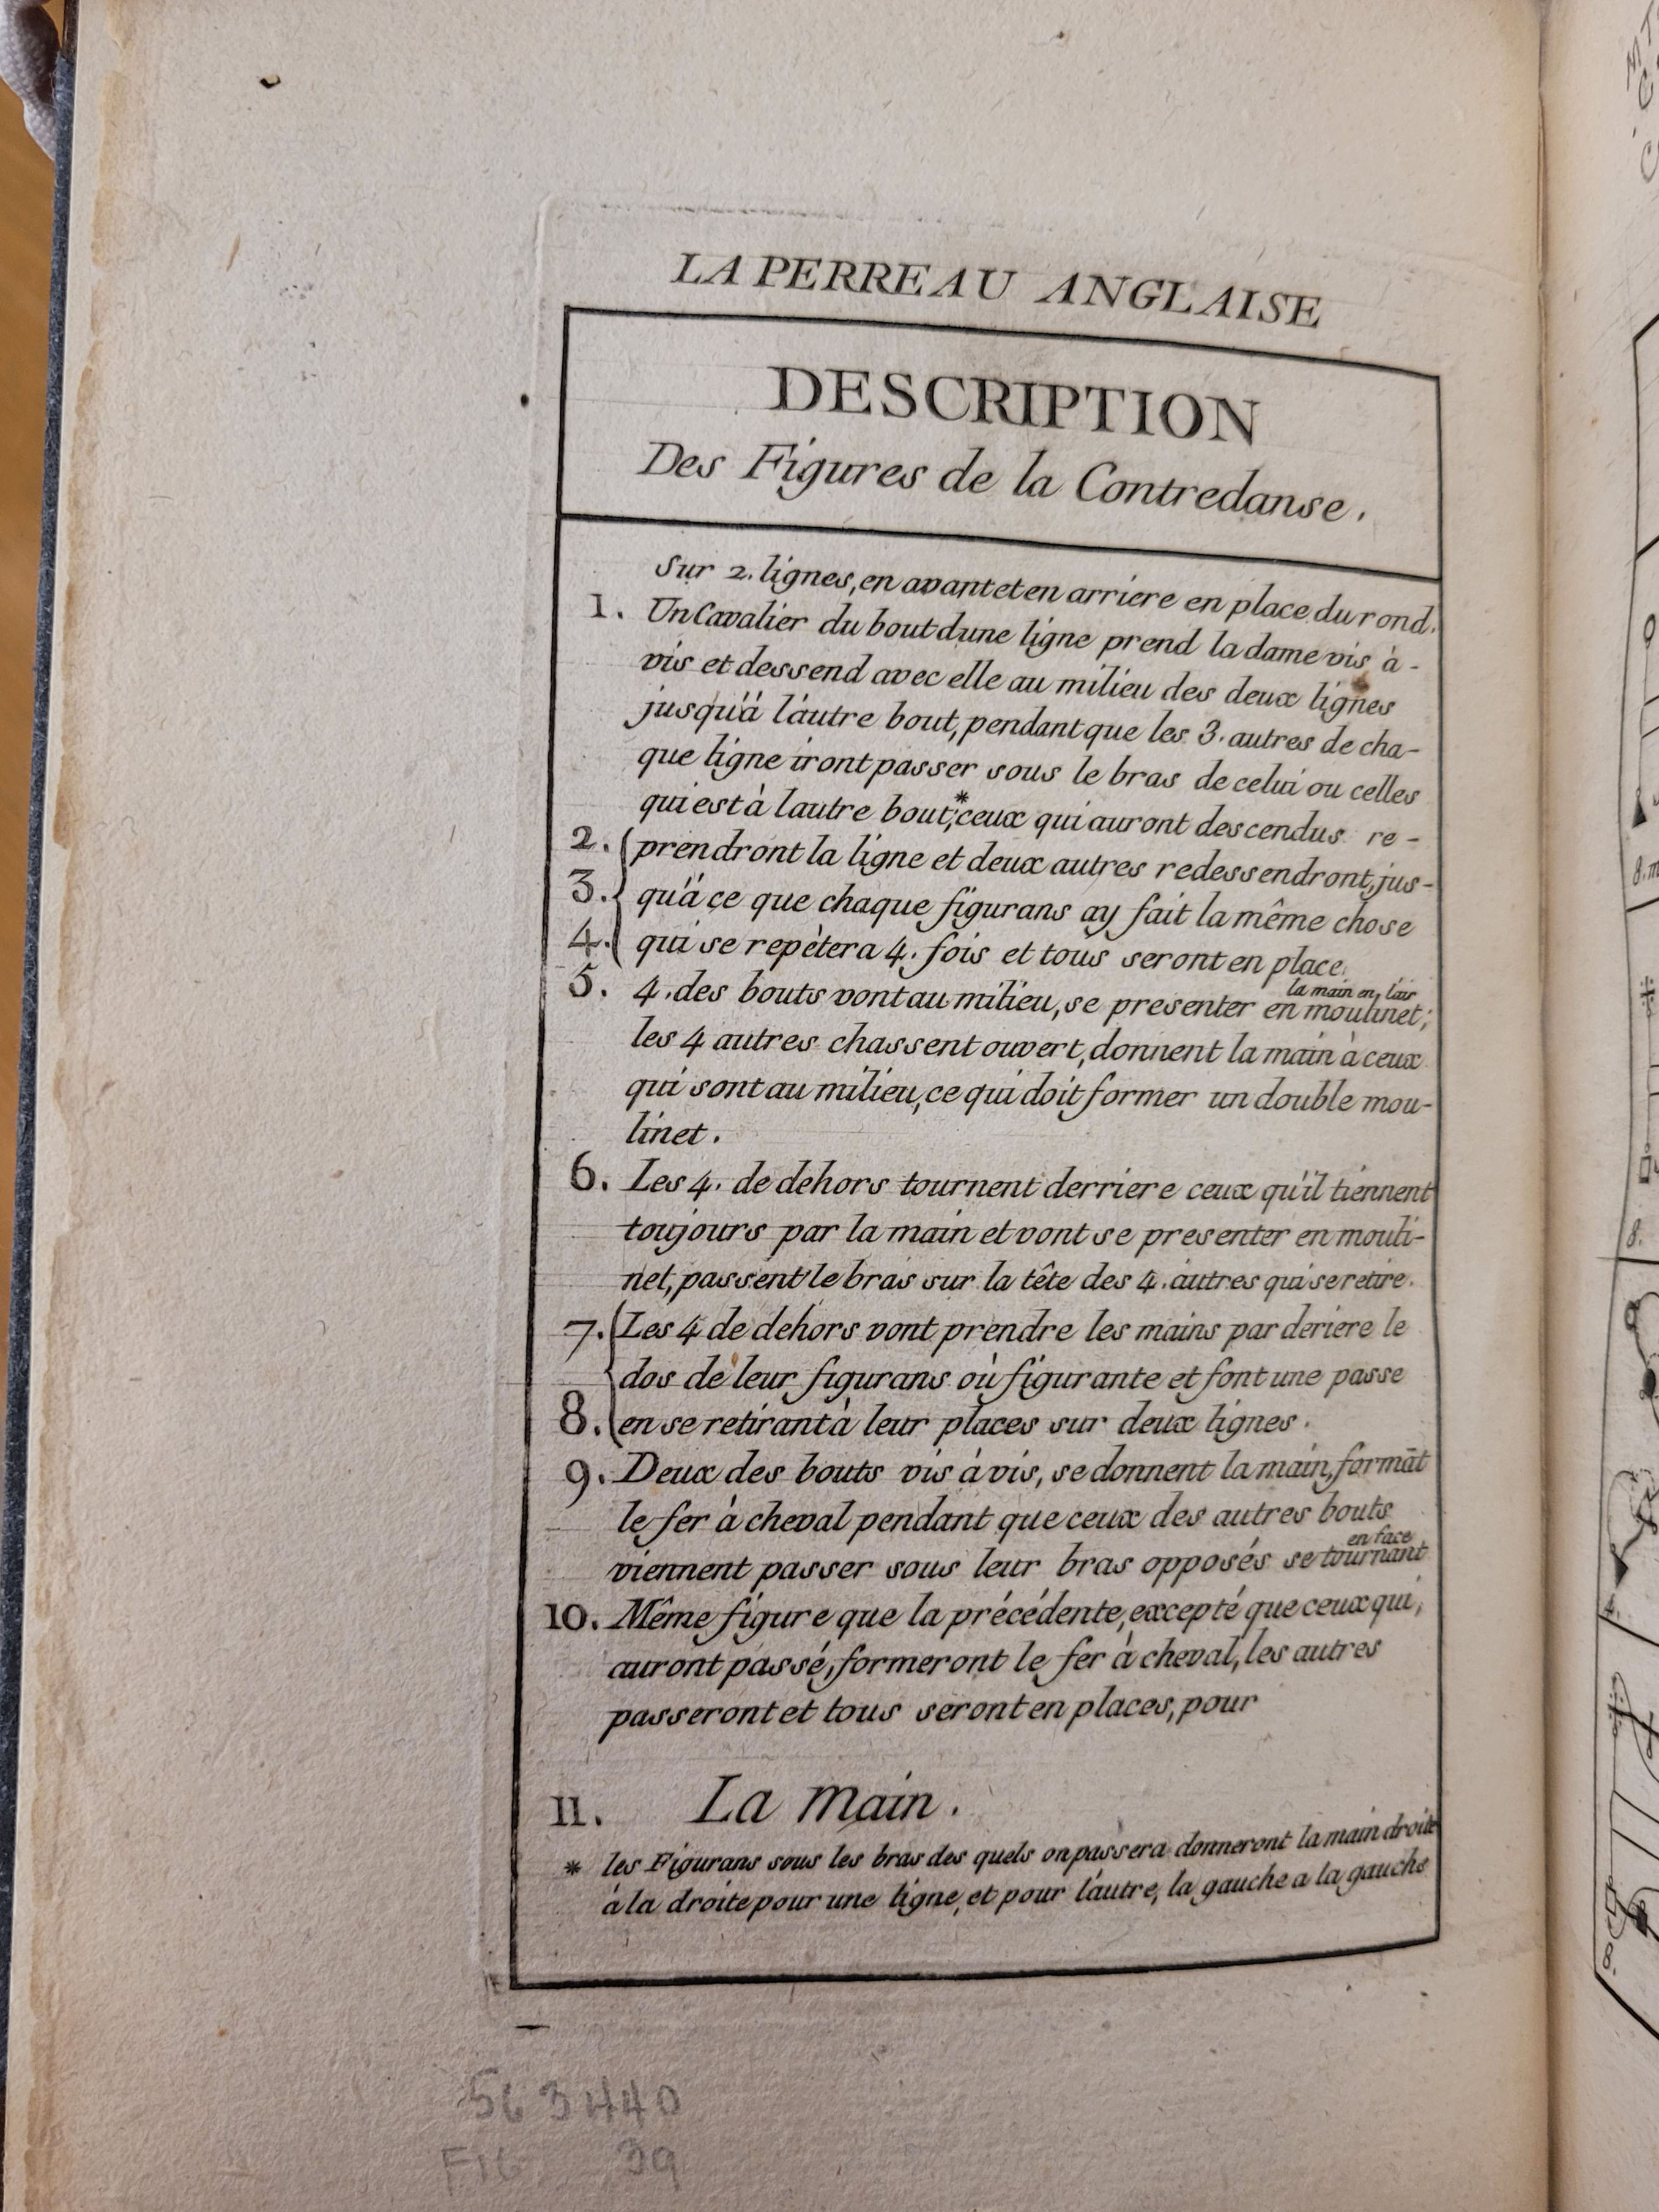 LA PERREAU ANGLAISE
DESCRIPTION
Des Figures de la Contredanse.
Sur 2. lignes, en avant et en arriere en place du rond.
1. Un Cavalier du bout dune ligne prend la dame vis à-
vis et dessend avec elle au milieu des deux lignes
jusqu'à l'autre bout, pendant que les 3. autres de cha-
que ligne iront passer sous le bras de celui ou celles
qui est à lautre bout;* ceux qui auront descendus re-
2. prendront la ligne et deux autres redessendront, jus-
3. qu'à ce que chaque figurans ay fait la même chose
4. qui se repètera 4. fois et tous seront en place.
la main en l'air
5. 4. des bouts vont au milieu, se presenter en moulinet;
les 4 autres chassent ouvert, donnent la main à ceux
qui sont au milieu, ce qui doit former un double mou-
linet.
6. Les 4. de dehors tournent derriere ceux qu'il tiennent
toujours par la main et vont se presenter en mouli-
net, passent le bras sur la tête des 4. autres qui se retire.
7. Les 4 de dehors vont prendre les mains par deriere le
dos de leur figurans où figurante et font une passe
8. en se retirant à leur places sur deux lignes.
9. Deux des bouts vis à vis, se donnent la main, formāt
le fer à cheval pendant que ceux des autres bouts
en face
viennent passer sous leur bras opposés se tournant
10. Même figure que la précédente, excepté que ceux qui,
auront passé, formeront le fer à cheval, les autres
passeront et tous seront en places, pour
11. La main.
* les Figurans sous les bras des quels on passera donneront la main droite
à la droite pour une ligne, et pour l'autre, la gauche a la gauche
563440
39